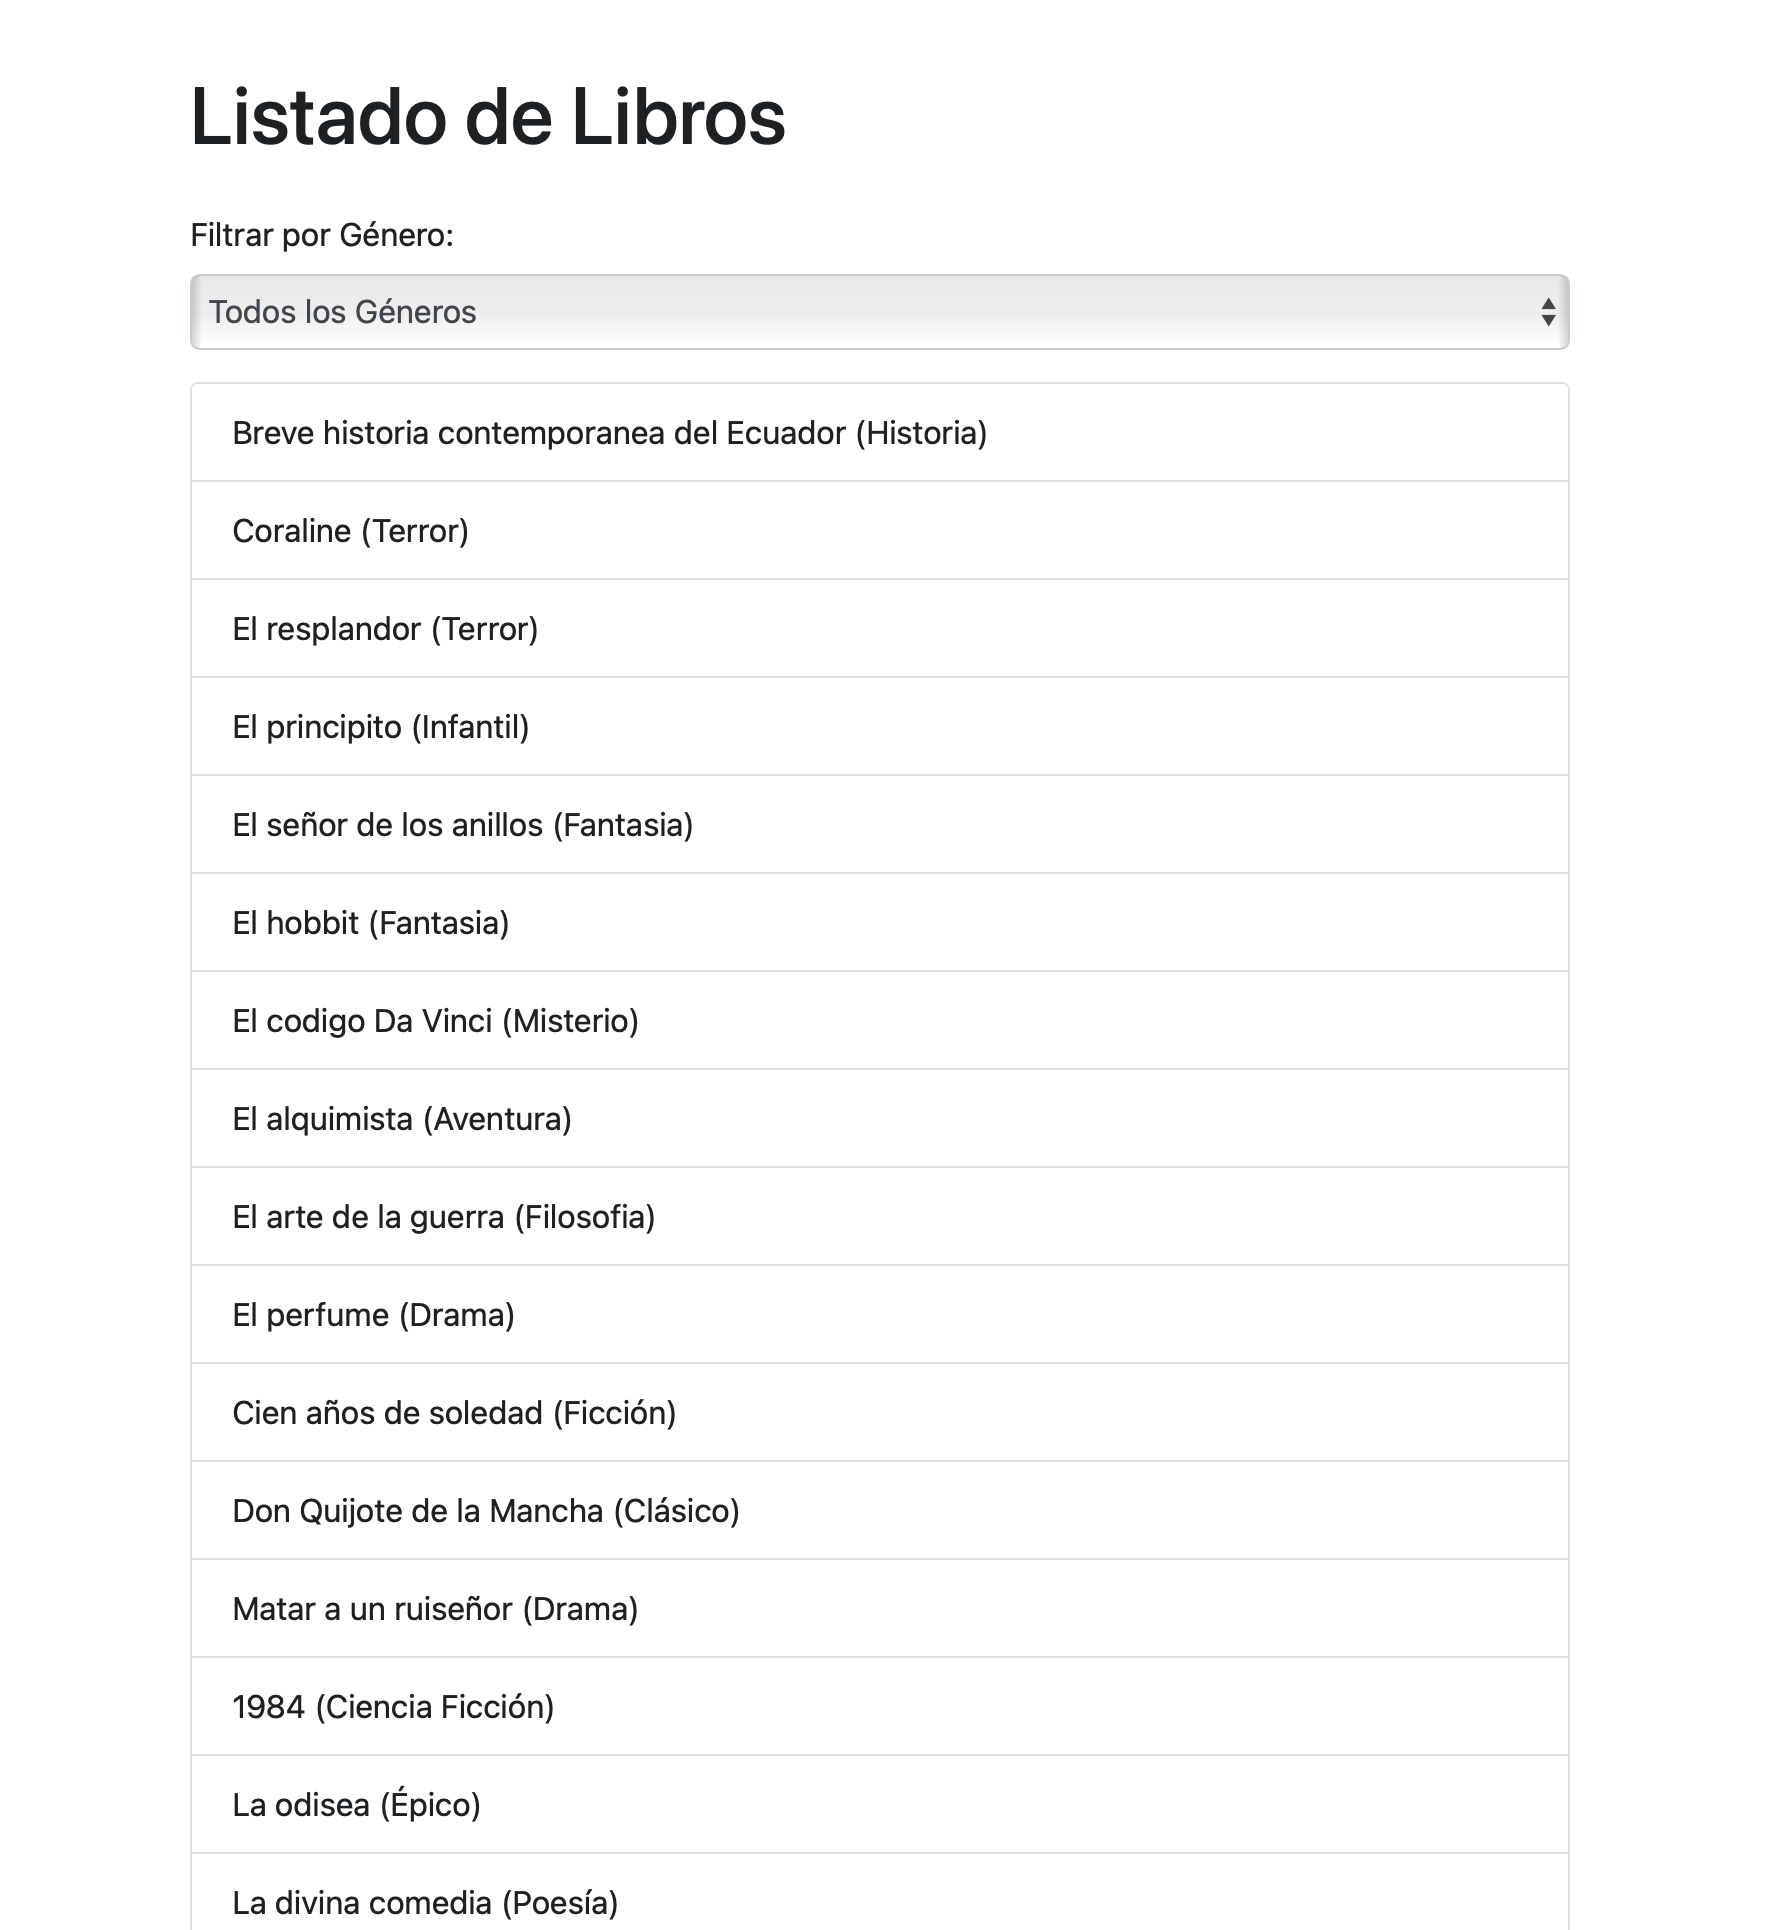 Listado de Libros
Filtrar por Género:
Todos los Géneros
Breve historia contemporanea del Ecuador (Historia)
Coraline (Terror)
El resplandor (Terror)
El principito (Infantil)
El señor de los anillos (Fantasia)
El hobbit (Fantasia)
El codigo Da Vinci (Misterio)
El alquimista (Aventura)
El arte de la guerra (Filosofia)
El perfume (Drama)
Cien años de soledad (Ficción)
Don Quijote de la Mancha (Clásico)
Matar a un ruiseñor (Drama)
1984 (Ciencia Ficción)
La odisea (Épico)
La divina comedia (Poesía)